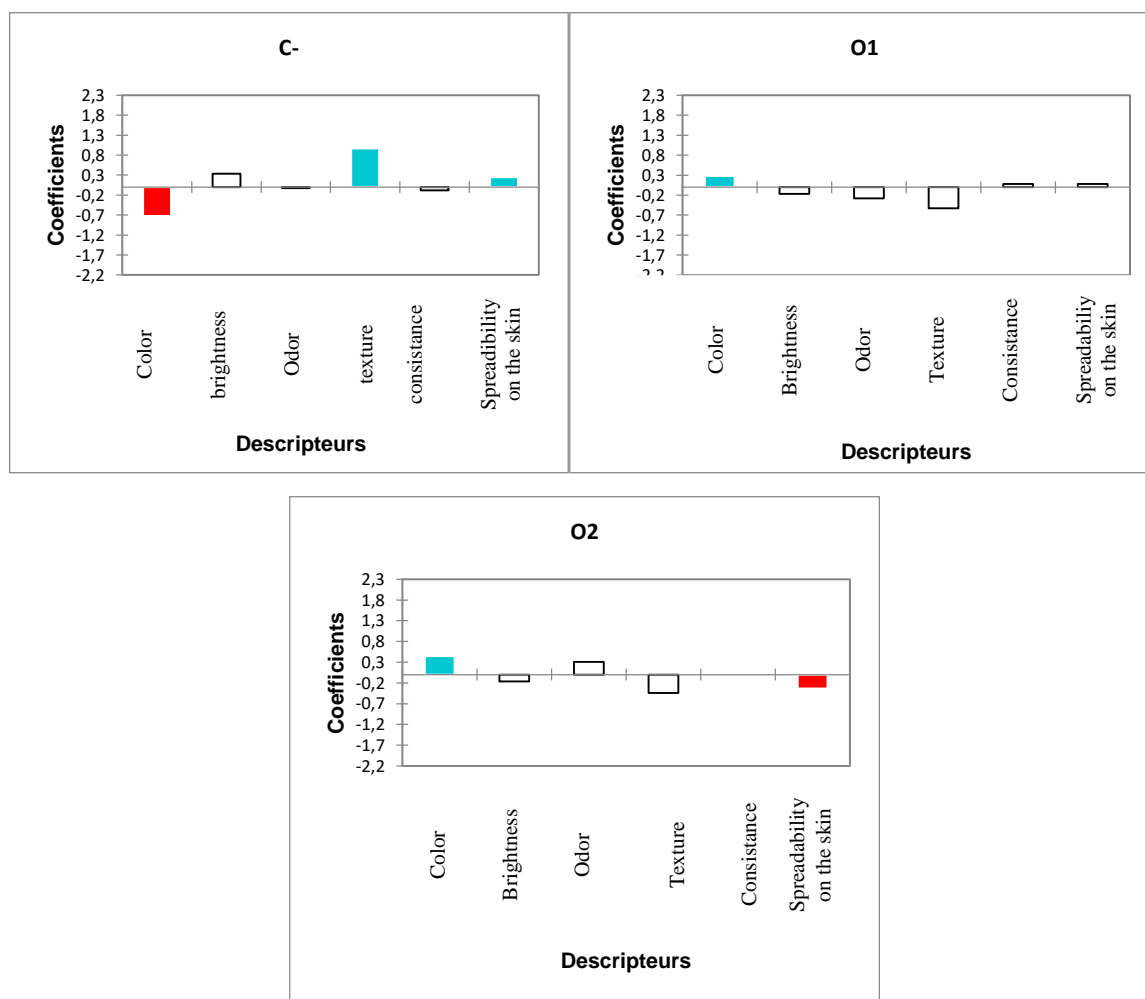 C-
2,3
1,8
1,3
0,8
0,3
-0,2
-0,7
-1,2
-1,7
-2,2
Coefficients
Color
brightness
Odor
texture
consistance
Spreadibility
on the skin
Descripteurs
O1
2,3
1,8
1,3
0,8
0,3
-0,2
-0,7
-1,2
-1,7
-2,2
Coefficients
Color
Brightness
Odor
Texture
Consistance
Spreadabiliy
on the skin
Descripteurs
O2
2,3
1,8
1,3
0,8
0,3
-0,2
-0,7
-1,2
-1,7
-2,2
Coefficients
Color
Brightness
Odor
Texture
Consistance
Spreadability
on the skin
Descripteurs